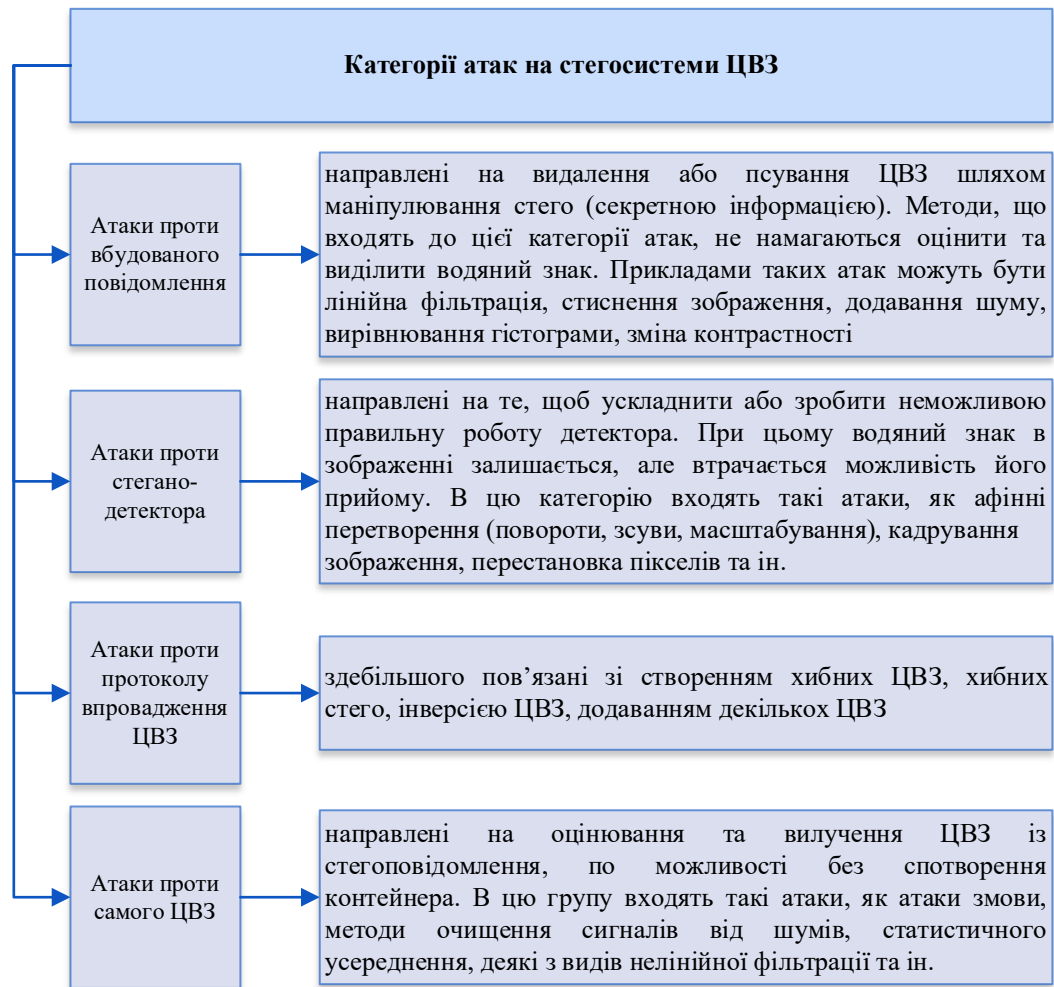 Категорії атак на стегосистеми ЦВЗ
Атаки проти
вбудованого
повідомлення
направлені на видалення або псування ЦВЗ шляхом
маніпулювання стего (секретною інформацією). Методи, що
входять до цієї категорії атак, не намагаються оцінити та
виділити водяний знак. Прикладами таких атак можуть бути
лінійна фільтрація, стиснення зображення, додавання шуму,
вирівнювання гістограми, зміна контрастності
Атаки проти
стегано-
детектора
направлені на те, щоб ускладнити або зробити неможливою
правильну роботу детектора. При цьому водяний знак в
зображенні залишається, але втрачається можливість його
прийому. В цю категорію входять такі атаки, як афінні
перетворення (повороти, зсуви, масштабування), кадрування
зображення, перестановка пікселів та ін.
Атаки проти
протоколу
впровадження
ЦВЗ
здебільшого пов’язані зі створенням хибних ЦВЗ, хибних
стего, інверсією ЦВЗ, додаванням декількох ЦВЗ
Атаки проти
самого ЦВЗ
направлені на оцінювання та вилучення ЦВЗ із
стегоповідомлення, по можливості без спотворення
контейнера. В цю групу входять такі атаки, як атаки змови,
методи очищення сигналів від шумів, статистичного
усереднення, деякі з видів нелінійної фільтрації та ін.